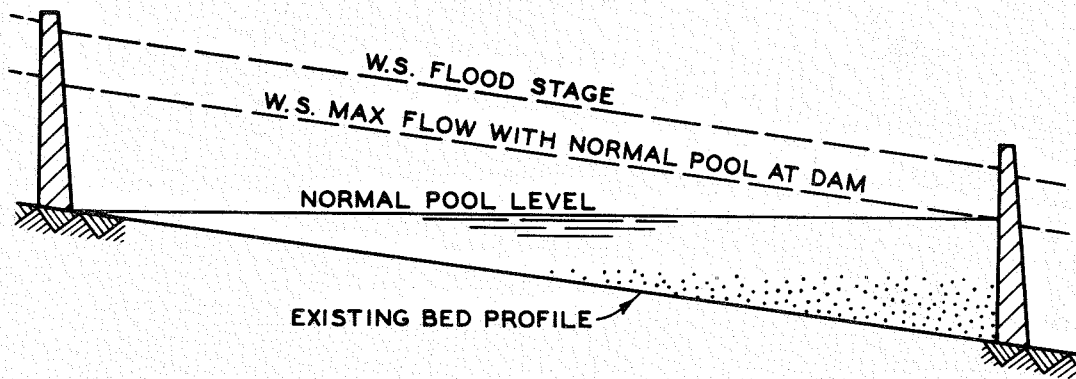 W.S. FLOOD STAGE
W.S. MAX FLOW WITH NORMAL POOL AT DAM
NORMAL POOL LEVEL
EXISTING BED PROFILE